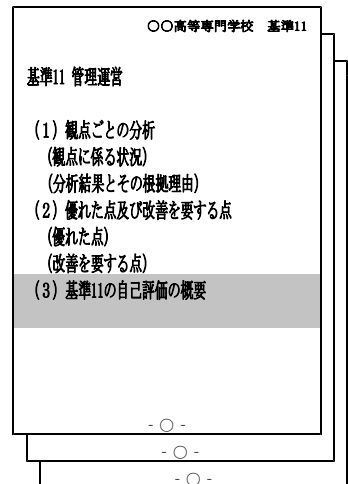 〇〇高等専門学校 基準11
基準11 管理運営
（１）観点ごとの分析
（観点に係る状況）
（分析結果とその根拠理由）
（２）優れた点及び改善を要する点
（優れた点）
（改善を要する点）
（３）基準11の自己評価の概要
- 〇 -
- 〇 -
- 〇 -